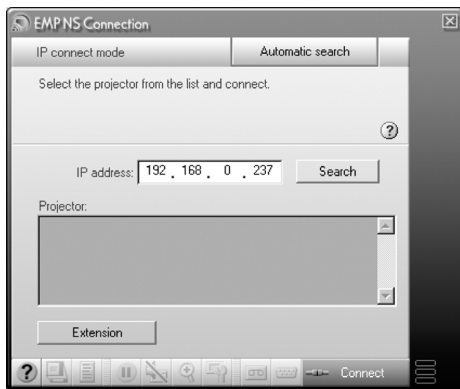 EMP NS Connection
IP connect mode
Automatic search
Select the projector from the list and connect.
?
IP address: 192 . 168 . 0 . 237 Search
Projector:
Extension
? Connect